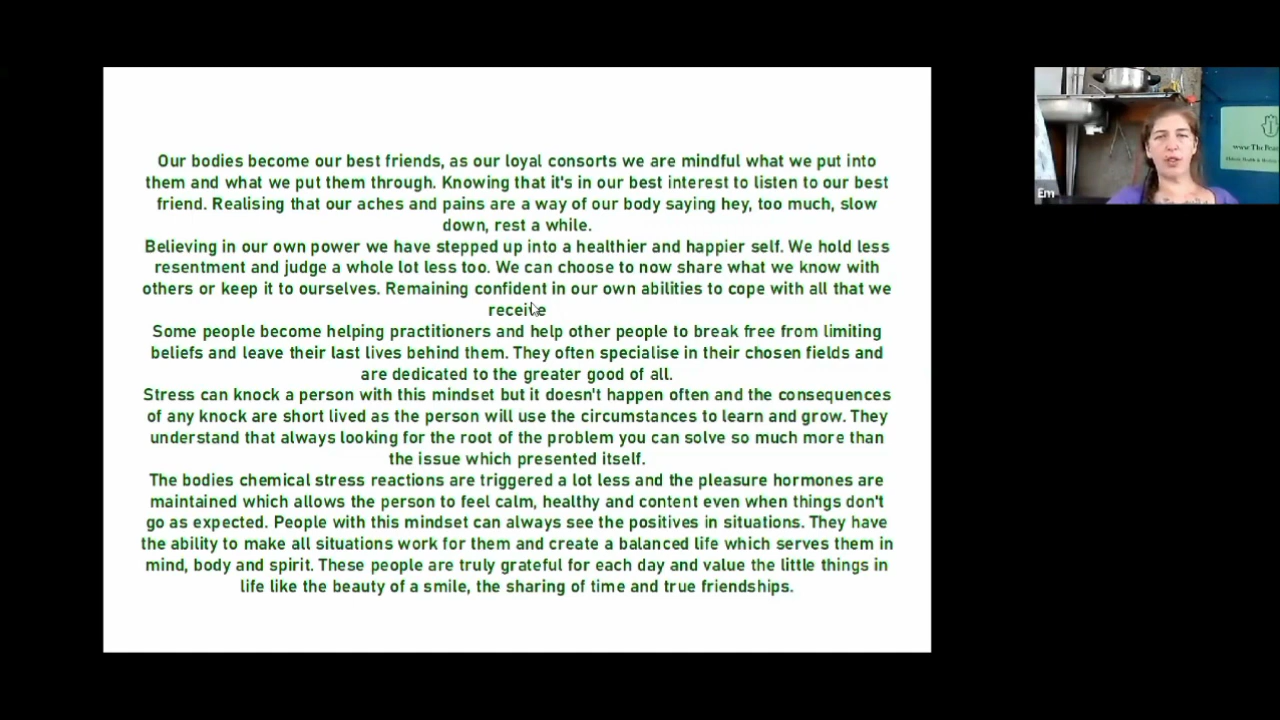 Our bodies become our best friends, as our loyal consorts we are mindful what we put into
them and what we put them through. Knowing that it's in our best interest to listen to our best
friend. Realising that our aches and pains are a way of our body saying hey, too much, slow
down, rest a while.
Believing in our own power we have stepped up into a healthier and happier self. We hold less
resentment and judge a whole lot less too. We can choose to now share what we know with
others or keep it to ourselves. Remaining confident in our own abilities to cope with all that we
receive
Some people become helping practitioners and help other people to break free from limiting
beliefs and leave their last lives behind them. They often specialise in their chosen fields and
are dedicated to the greater good of all.
Stress can knock a person with this mindset but it doesn't happen often and the consequences
of any knock are short lived as the person will use the circumstances to learn and grow. They
understand that always looking for the root of the problem you can solve so much more than
the issue which presented itself.
The bodies chemical stress reactions are triggered a lot less and the pleasure hormones are
maintained which allows the person to feel calm, healthy and content even when things don't
go as expected. People with this mindset can always see the positives in situations. They have
the ability to make all situations work for them and create a balanced life which serves them in
mind, body and spirit. These people are truly grateful for each day and value the little things in
life like the beauty of a smile, the sharing of time and true friendships.
Em